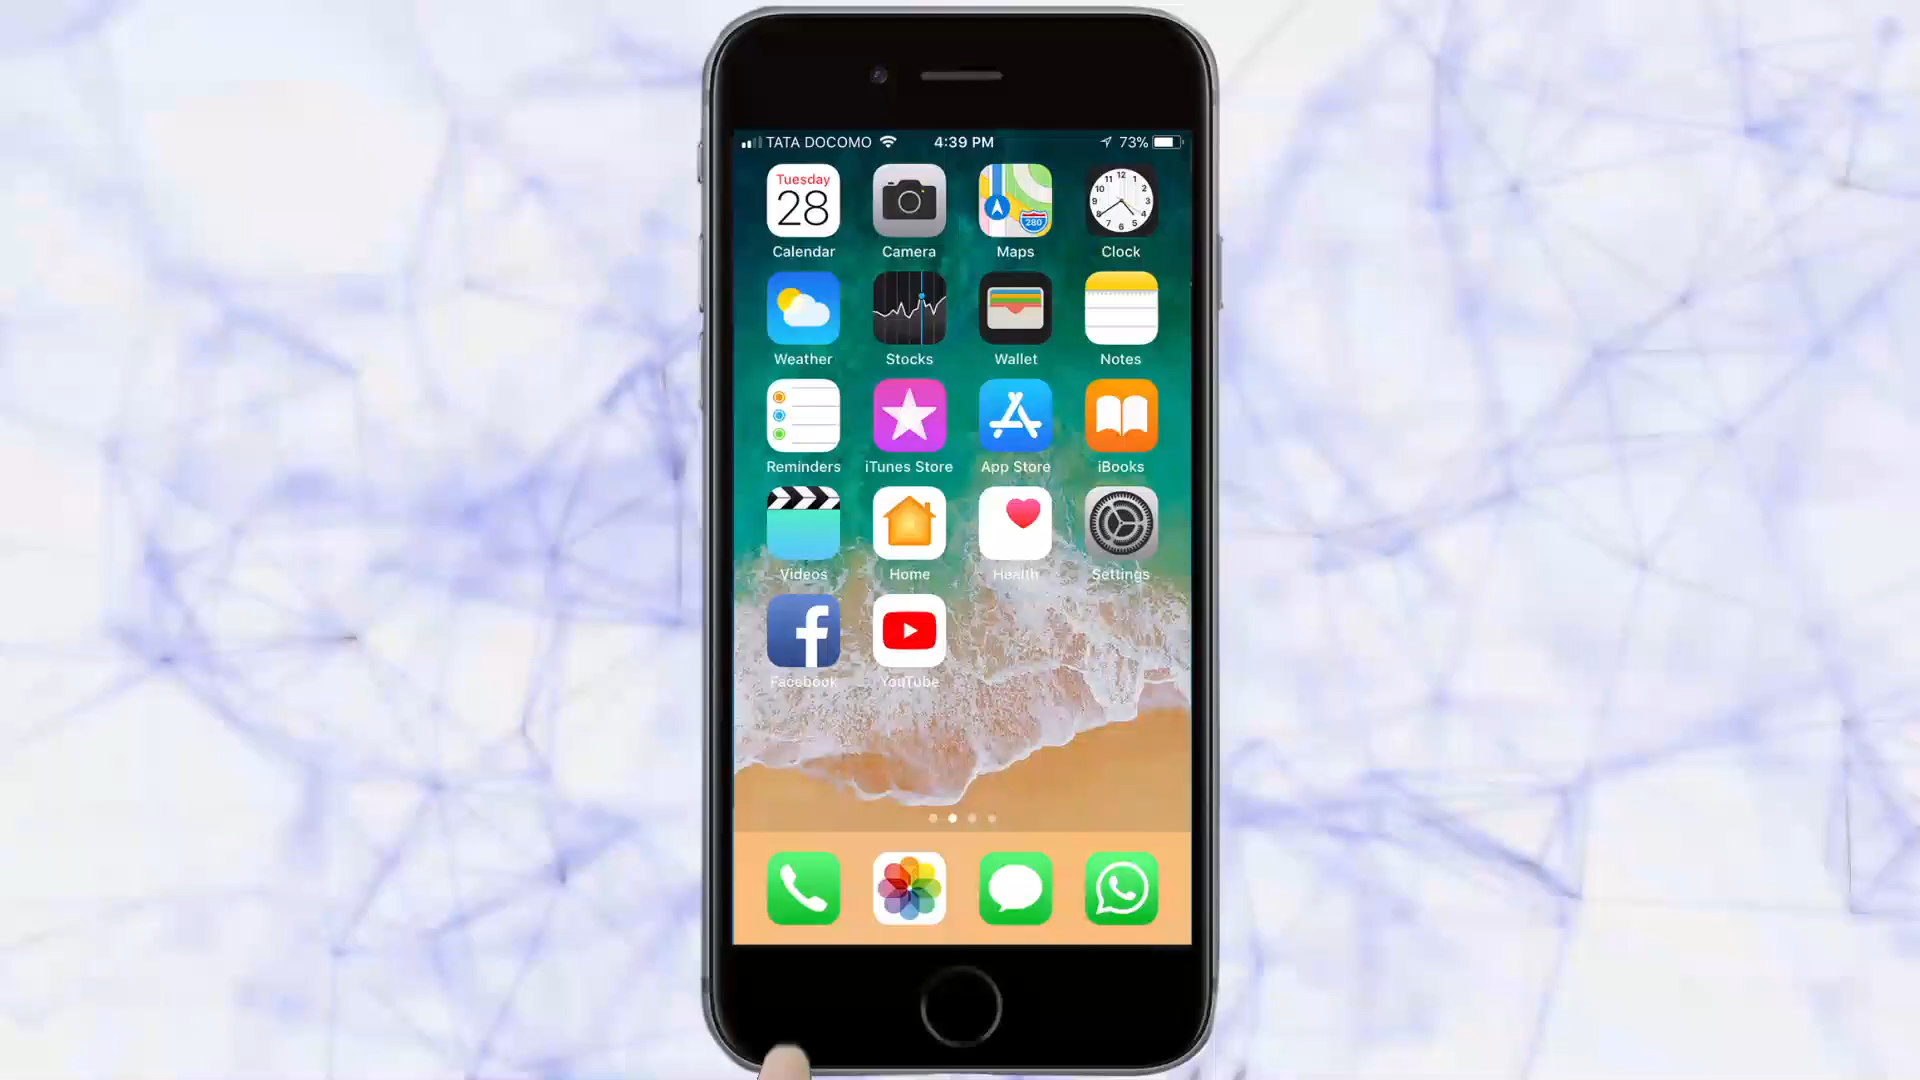 TATA DOCOMO 4:39 PM 73%
Tuesday
28
280
Calendar Camera Maps Clock
Weather Stocks Wallet Notes
Reminders iTunes Store App Store iBooks
Videos Home Health Settings
Facebook YouTube